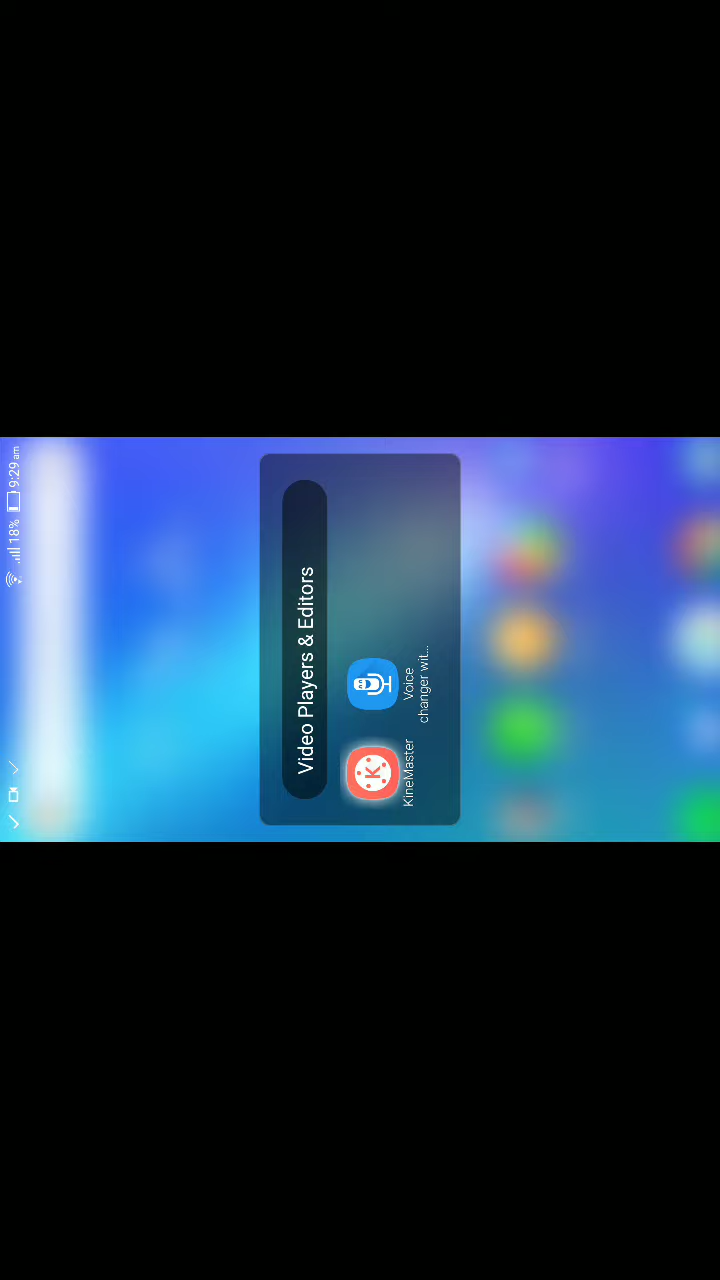 18% 9:29 am
Video Players & Editors
K
KineMaster
Voice
changer wit...